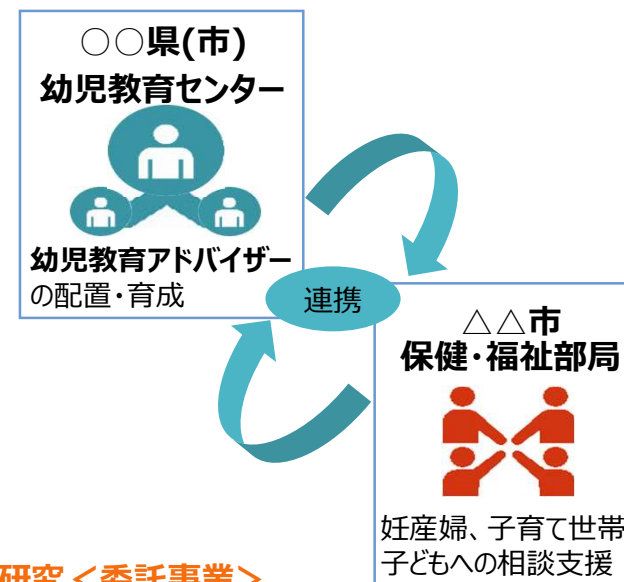 ○○県(市)
幼児教育センター
幼児教育アドバイザー
の配置・育成
連携
△△市
保健・福祉部局
妊産婦、子育て世帯
子どもへの相談支援
研究<委託事業>